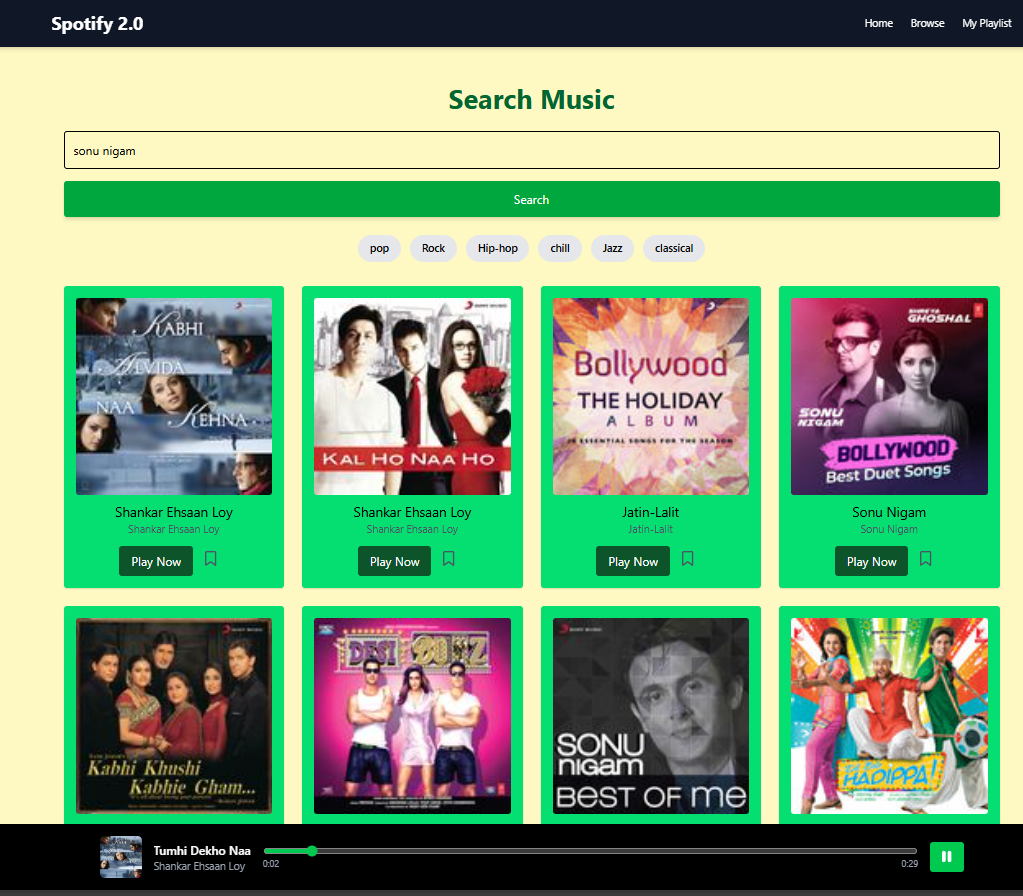 Spotify 2.0
Home Browse My Playlist
Search Music
sonu nigam
Search
pop Rock Hip-hop chill Jazz classical
KABHI
ALVIDA
NAA
KEHNA
KAL HO NAA HO
Bollywood
THE HOLIDAY
ALBUM
SHREYA
GHOSHAL
SONU
NIGAM
BOLLYWOOD
Best Duet Songs
Shankar Ehsaan Loy
Shankar Ehsaan Loy
Play Now
Shankar Ehsaan Loy
Shankar Ehsaan Loy
Play Now
Jatin-Lalit
Jatin-Lalit
Play Now
Sonu Nigam
Sonu Nigam
Play Now
Kabhi Khushi
Kabhie Gham...
DESI BOYZ
SONU
nigam
BEST OF ME
HADIPPA!
Tumhi Dekho Naa
Shankar Ehsaan Loy
0:02
0:29